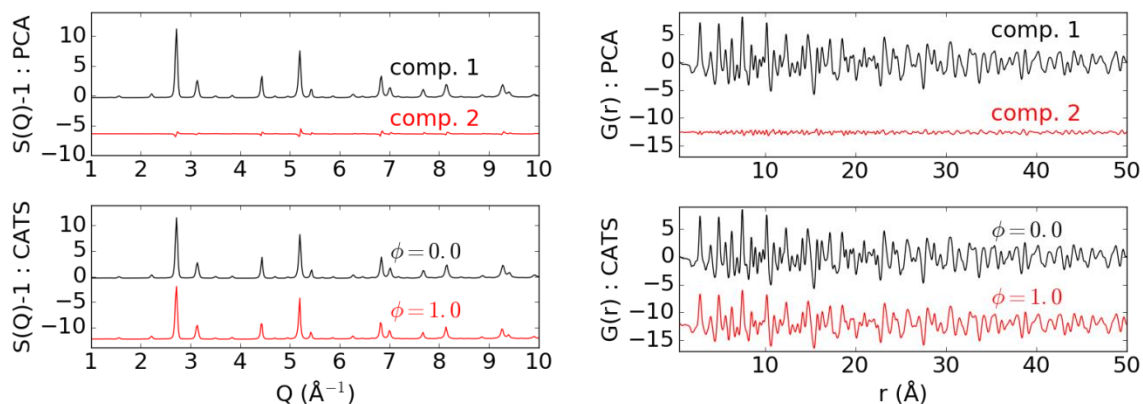 S(Q)-1 : PCA
10
5
0
−5
−10
comp. 1
comp. 2
1 2 3 4 5 6 7 8 9 10
G(r) : PCA
5
0
−5
−10
−15
comp. 1
comp. 2
10 20 30 40 50
S(Q)-1 : CATS
10
5
0
−5
−10
ϕ = 0.0
ϕ = 1.0
1 2 3 4 5 6 7 8 9 10
Q (Å⁻¹)
G(r) : CATS
5
0
−5
−10
−15
ϕ = 0.0
ϕ = 1.0
10 20 30 40 50
r (Å)